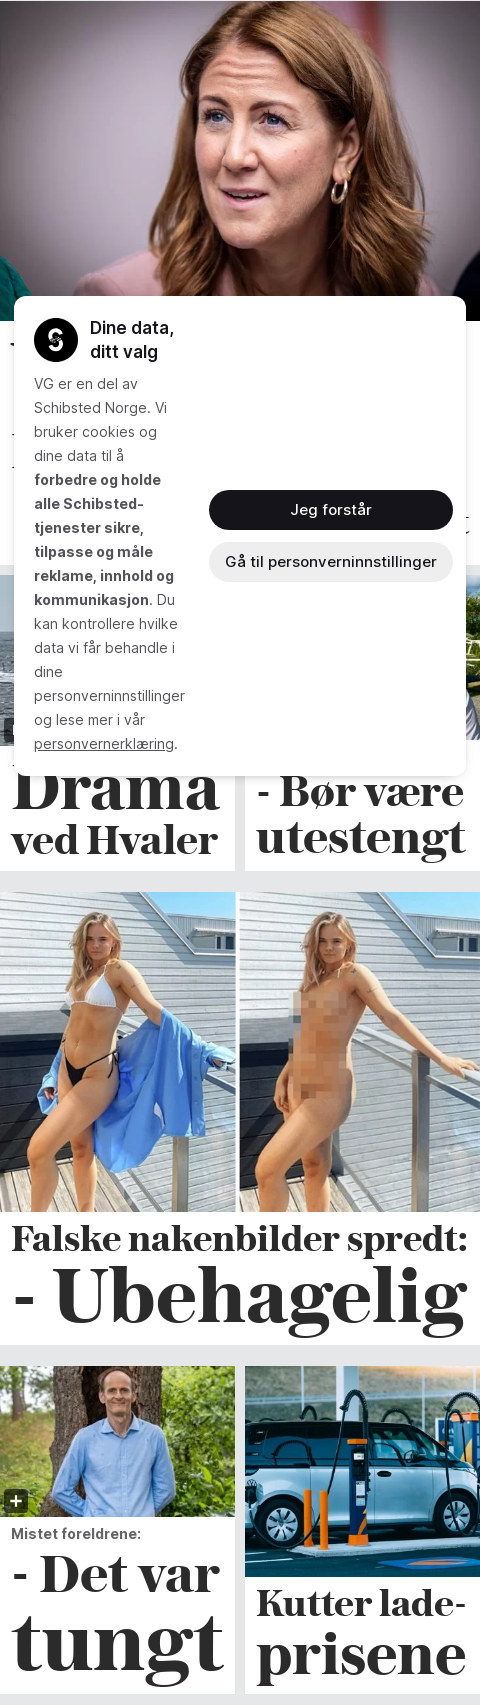 Dine data,
ditt valg
VG er en del av
Schibsted Norge. Vi
bruker cookies og
dine data til å
forbedre og holde
alle Schibsted-
tjenester sikre,
tilpasse og måle
reklame, innhold og
kommunikasjon. Du
kan kontrollere hvilke
data vi får behandle i
dine
personverninnstillinger
og lese mer i vår
personvernerklæring.
Jeg forstår
Gå til personverninnstillinger
Drama
ved Hvaler
- Bør være
utestengt
Falske nakenbilder spredt:
- Ubehagelig
Mistet foreldrene:
- Det var
tungt
Kutter lade-
prisene